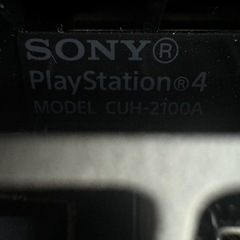 SONY®
PlayStation®4
MODEL CUH-2100A